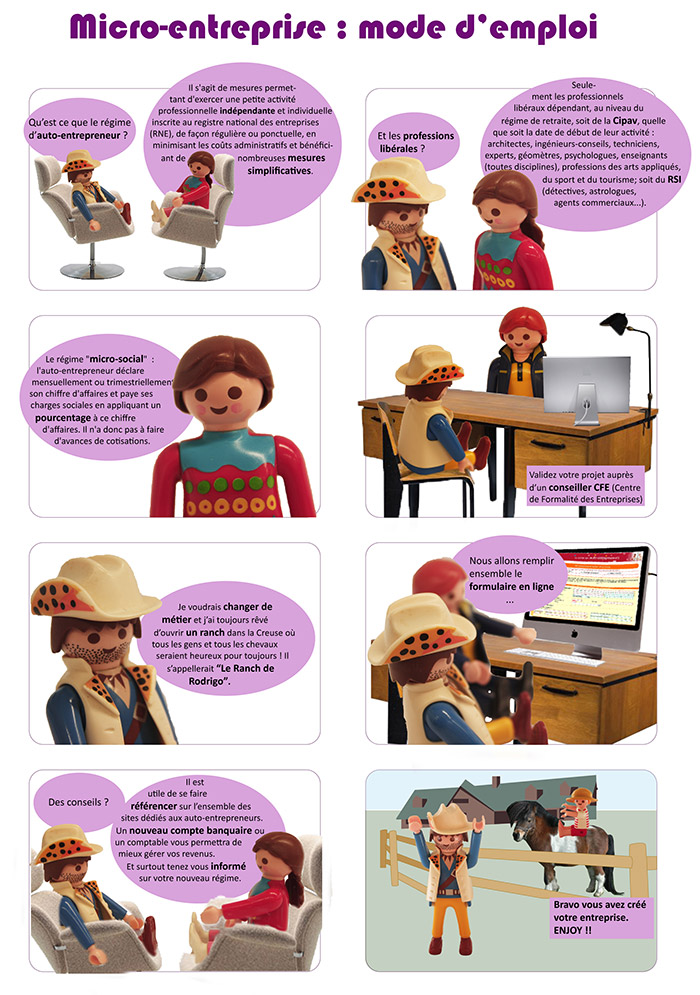 Micro-entreprise : mode d'emploi
Qu'est ce que le régime
d'auto-entrepreneur ?
Il s'agit de mesures permet-
tant d'exercer une petite activité
professionnelle indépendante et individuelle
inscrite au registre national des entreprises
(RNE), de façon régulière ou ponctuelle, en
minimisant les coûts administratifs et bénéfici-
ant de nombreuses mesures
simplificatives.
Et les professions
libérales ?
Seule-
ment les professionnels
libéraux dépendant, au niveau du
régime de retraite, soit de la Cipav, quelle
que soit la date de début de leur activité :
architectes, ingénieurs-conseils, techniciens,
experts, géomètres, psychologues, enseignants
(toutes disciplines), professions des arts appliqués,
du sport et du tourisme; soit du RSI
(détectives, astrologues,
agents commerciaux...).
Le régime "micro-social" :
l'auto-entrepreneur déclare
mensuellement ou trimestriellement
son chiffre d'affaires et paye ses
charges sociales en appliquant un
pourcentage à ce chiffre
d'affaires. Il n'a donc pas à faire
d'avances de cotisations.
Validez votre projet auprès
d'un conseiller CFE (Centre
de Formalité des Entreprises)
Je voudrais changer de
métier et j'ai toujours rêvé
d'ouvrir un ranch dans la Creuse où
tous les gens et tous les chevaux
seraient heureux pour toujours ! Il
s'appellerait "Le Ranch de
Rodrigo".
Nous allons remplir
ensemble le
formulaire en ligne
...
Des conseils ?
Il est
utile de se faire
référencer sur l'ensemble des
sites dédiés aux auto-entrepreneurs.
Un nouveau compte banquaire ou
un comptable vous permettra de
mieux gérer vos revenus.
Et surtout tenez vous informé
sur votre nouveau régime.
Bravo vous avez créé
votre entreprise.
ENJOY !!